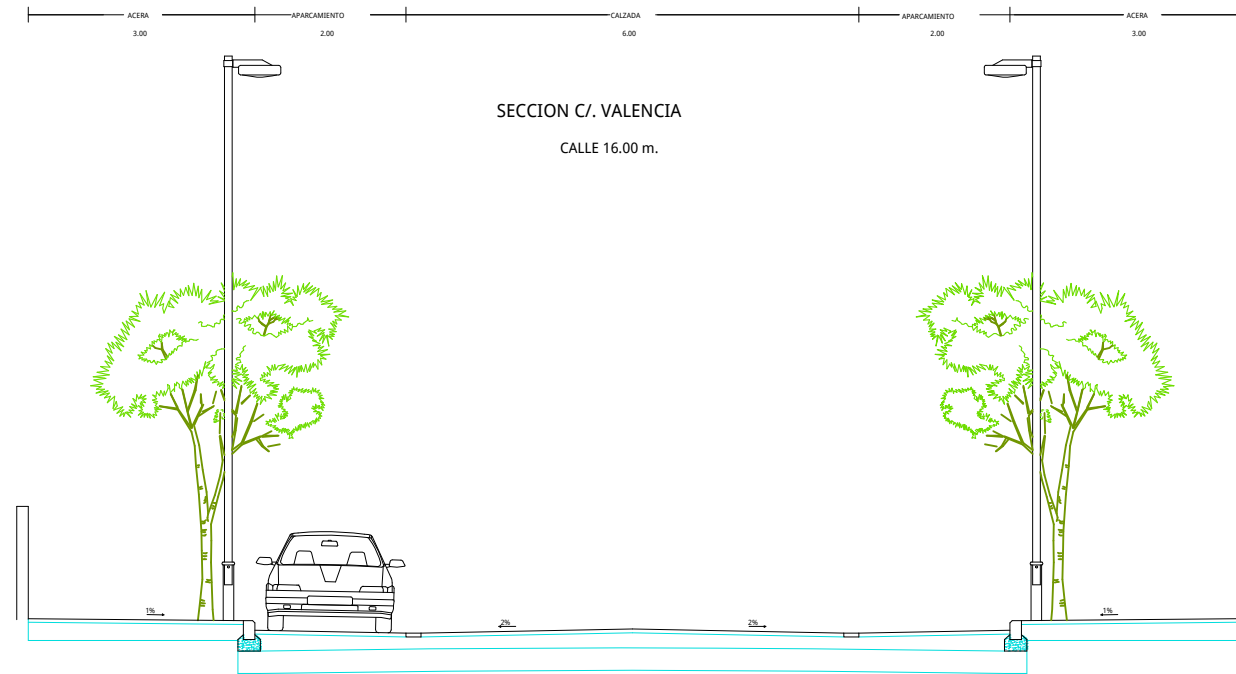 ACERA APARCAMIENTO CALZADA APARCAMIENTO ACERA
3.00 2.00 6.00 2.00 3.00
SECCION C/. VALENCIA
CALLE 16.00 m.
1% 2% 2% 1%